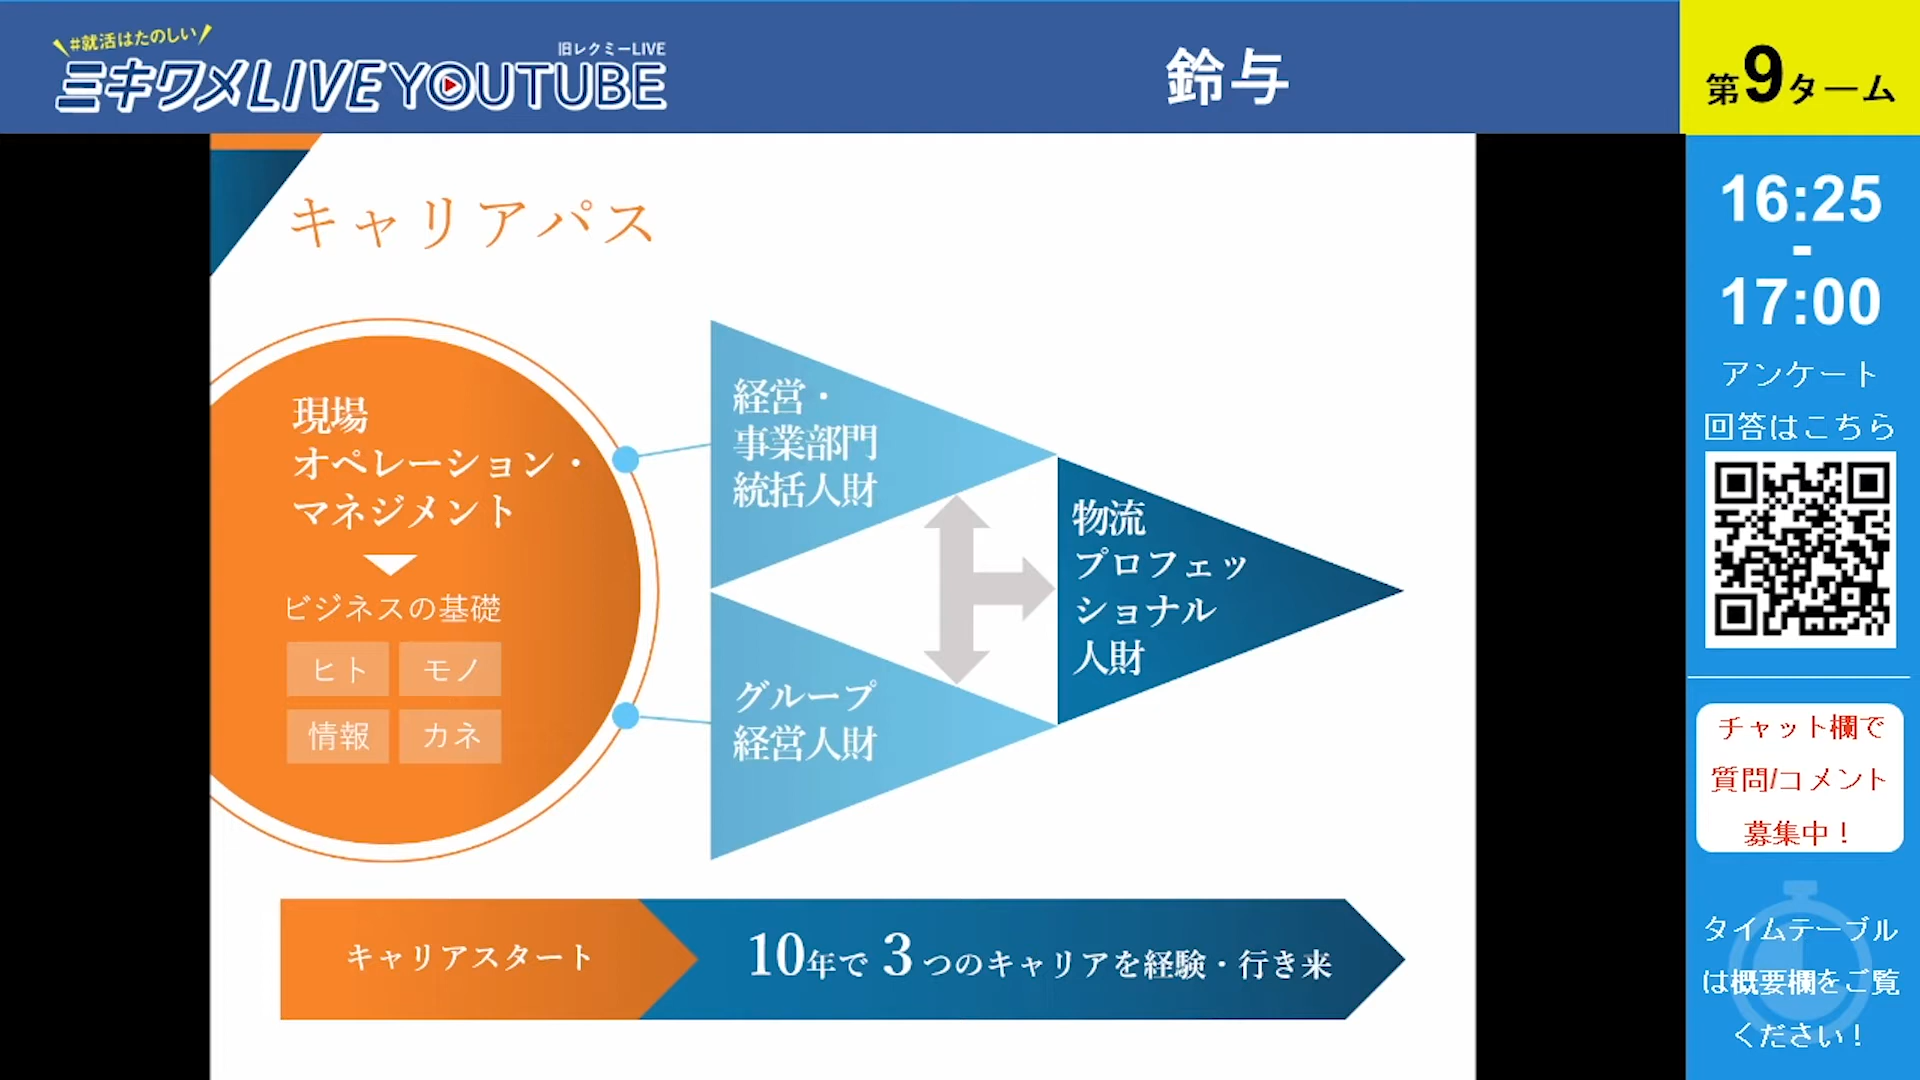 #就活はたのしい
旧レクミーLIVE
ミキワメLIVE YOUTUBE
鈴与
第9ターム
キャリアパス
現場
オペレーション・
マネジメント
ビジネスの基礎
ヒト モノ
情報 カネ
経営・
事業部門
統括人財
グループ
経営人財
物流
プロフェッ
ショナル
人財
キャリアスタート
10年で3つのキャリアを経験・行き来
16:25
-
17:00
アンケート
回答はこちら
チャット欄で
質問/コメント
募集中！
タイムテーブル
は概要欄をご覧
ください！